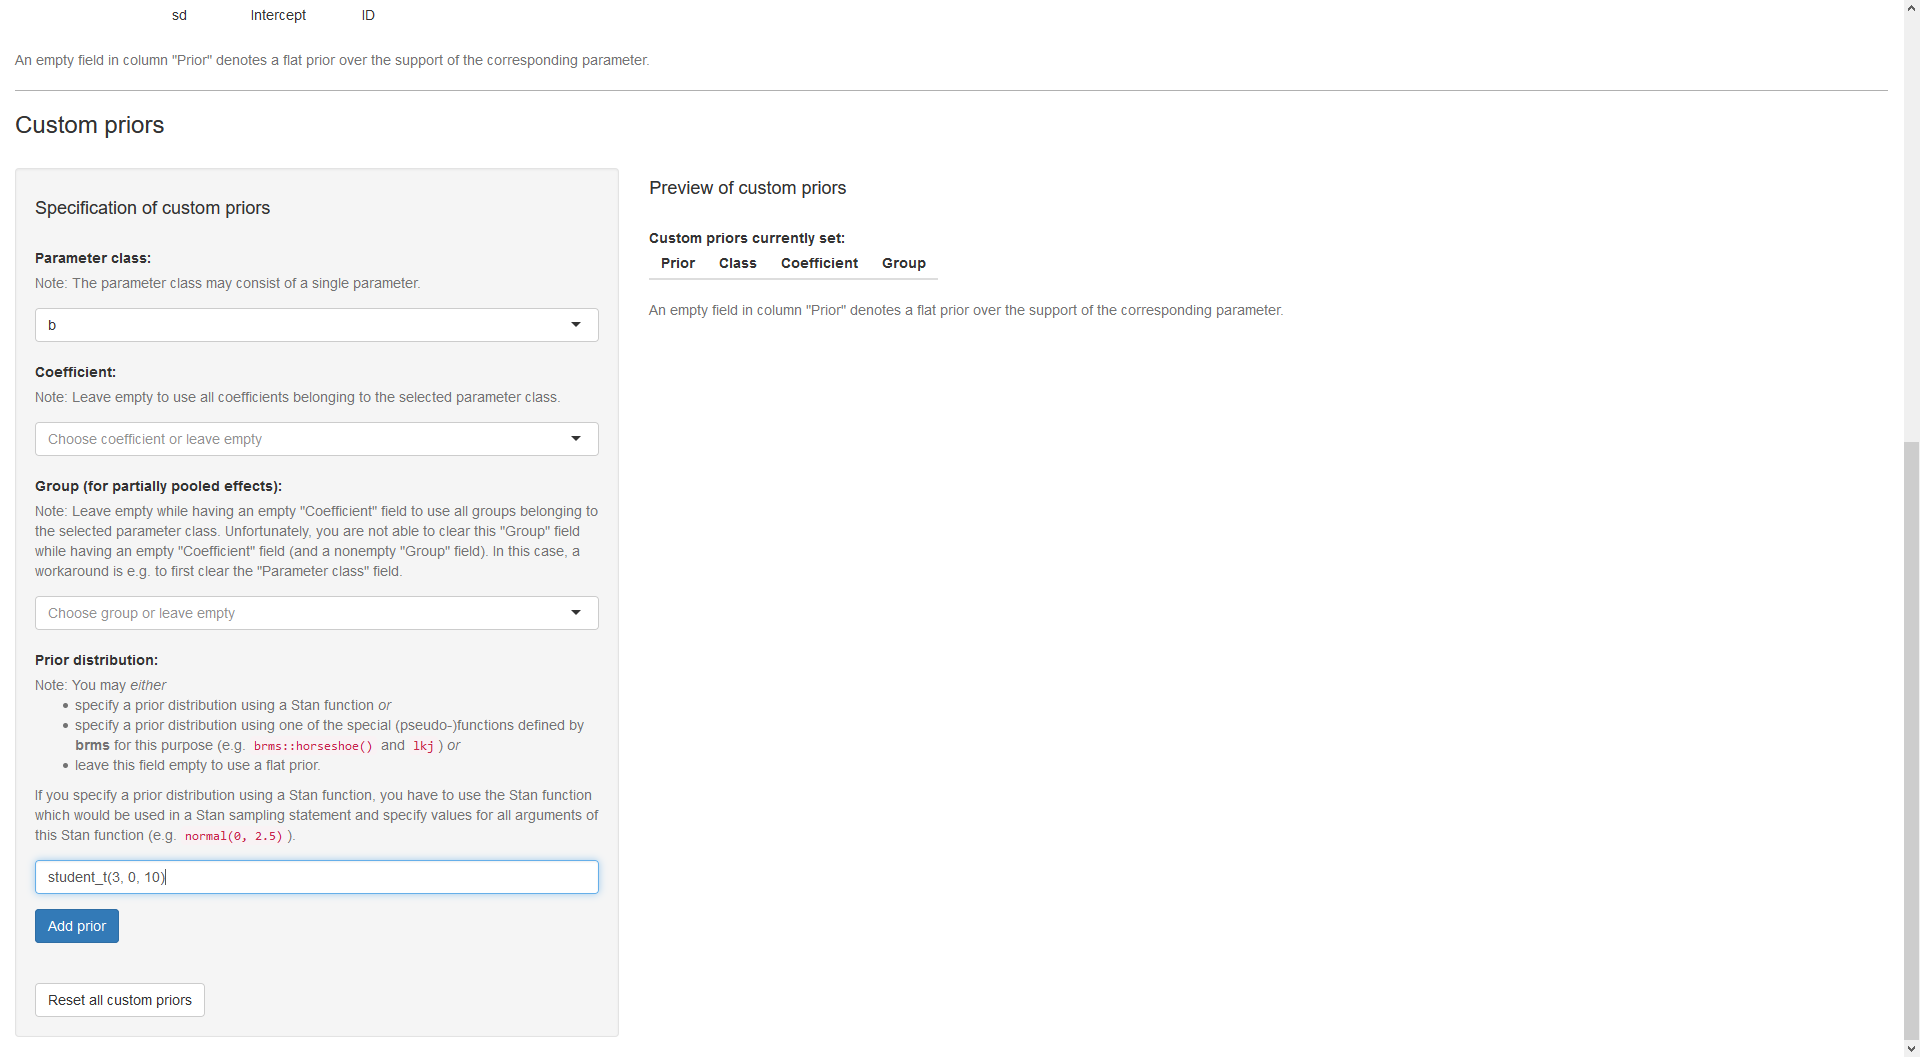 sd Intercept ID
An empty field in column "Prior" denotes a flat prior over the support of the corresponding parameter.
Custom priors
Specification of custom priors
Parameter class:
Note: The parameter class may consist of a single parameter.
b
Coefficient:
Note: Leave empty to use all coefficients belonging to the selected parameter class.
Choose coefficient or leave empty
Group (for partially pooled effects):
Note: Leave empty while having an empty "Coefficient" field to use all groups belonging to
the selected parameter class. Unfortunately, you are not able to clear this "Group" field
while having an empty "Coefficient" field (and a nonempty "Group" field). In this case, a
workaround is e.g. to first clear the "Parameter class" field.
Choose group or leave empty
Prior distribution:
Note: You may either
• specify a prior distribution using a Stan function or
• specify a prior distribution using one of the special (pseudo-)functions defined by
brms for this purpose (e.g. brms::horseshoe() and lkj ) or
• leave this field empty to use a flat prior.
If you specify a prior distribution using a Stan function, you have to use the Stan function
which would be used in a Stan sampling statement and specify values for all arguments of
this Stan function (e.g. normal(0, 2.5) ).
student_t(3, 0, 10)
Add prior
Reset all custom priors
Preview of custom priors
Custom priors currently set:
Prior Class Coefficient Group
An empty field in column "Prior" denotes a flat prior over the support of the corresponding parameter.